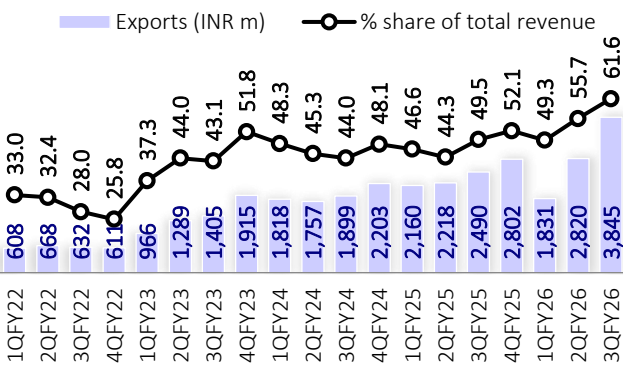 Exports (INR m) % share of total revenue
33.0 32.4 28.0 25.8 37.3 44.0 43.1 51.8 48.3 45.3 44.0 48.1 46.6 44.3 49.5 52.1 49.3 55.7 61.6
608 668 632 611 966 1,289 1,405 1,915 1,818 1,757 1,899 2,203 2,160 2,218 2,490 2,802 1,831 2,820 3,845
1QFY22 2QFY22 3QFY22 4QFY22 1QFY23 2QFY23 3QFY23 4QFY23 1QFY24 2QFY24 3QFY24 4QFY24 1QFY25 2QFY25 3QFY25 4QFY25 1QFY26 2QFY26 3QFY26